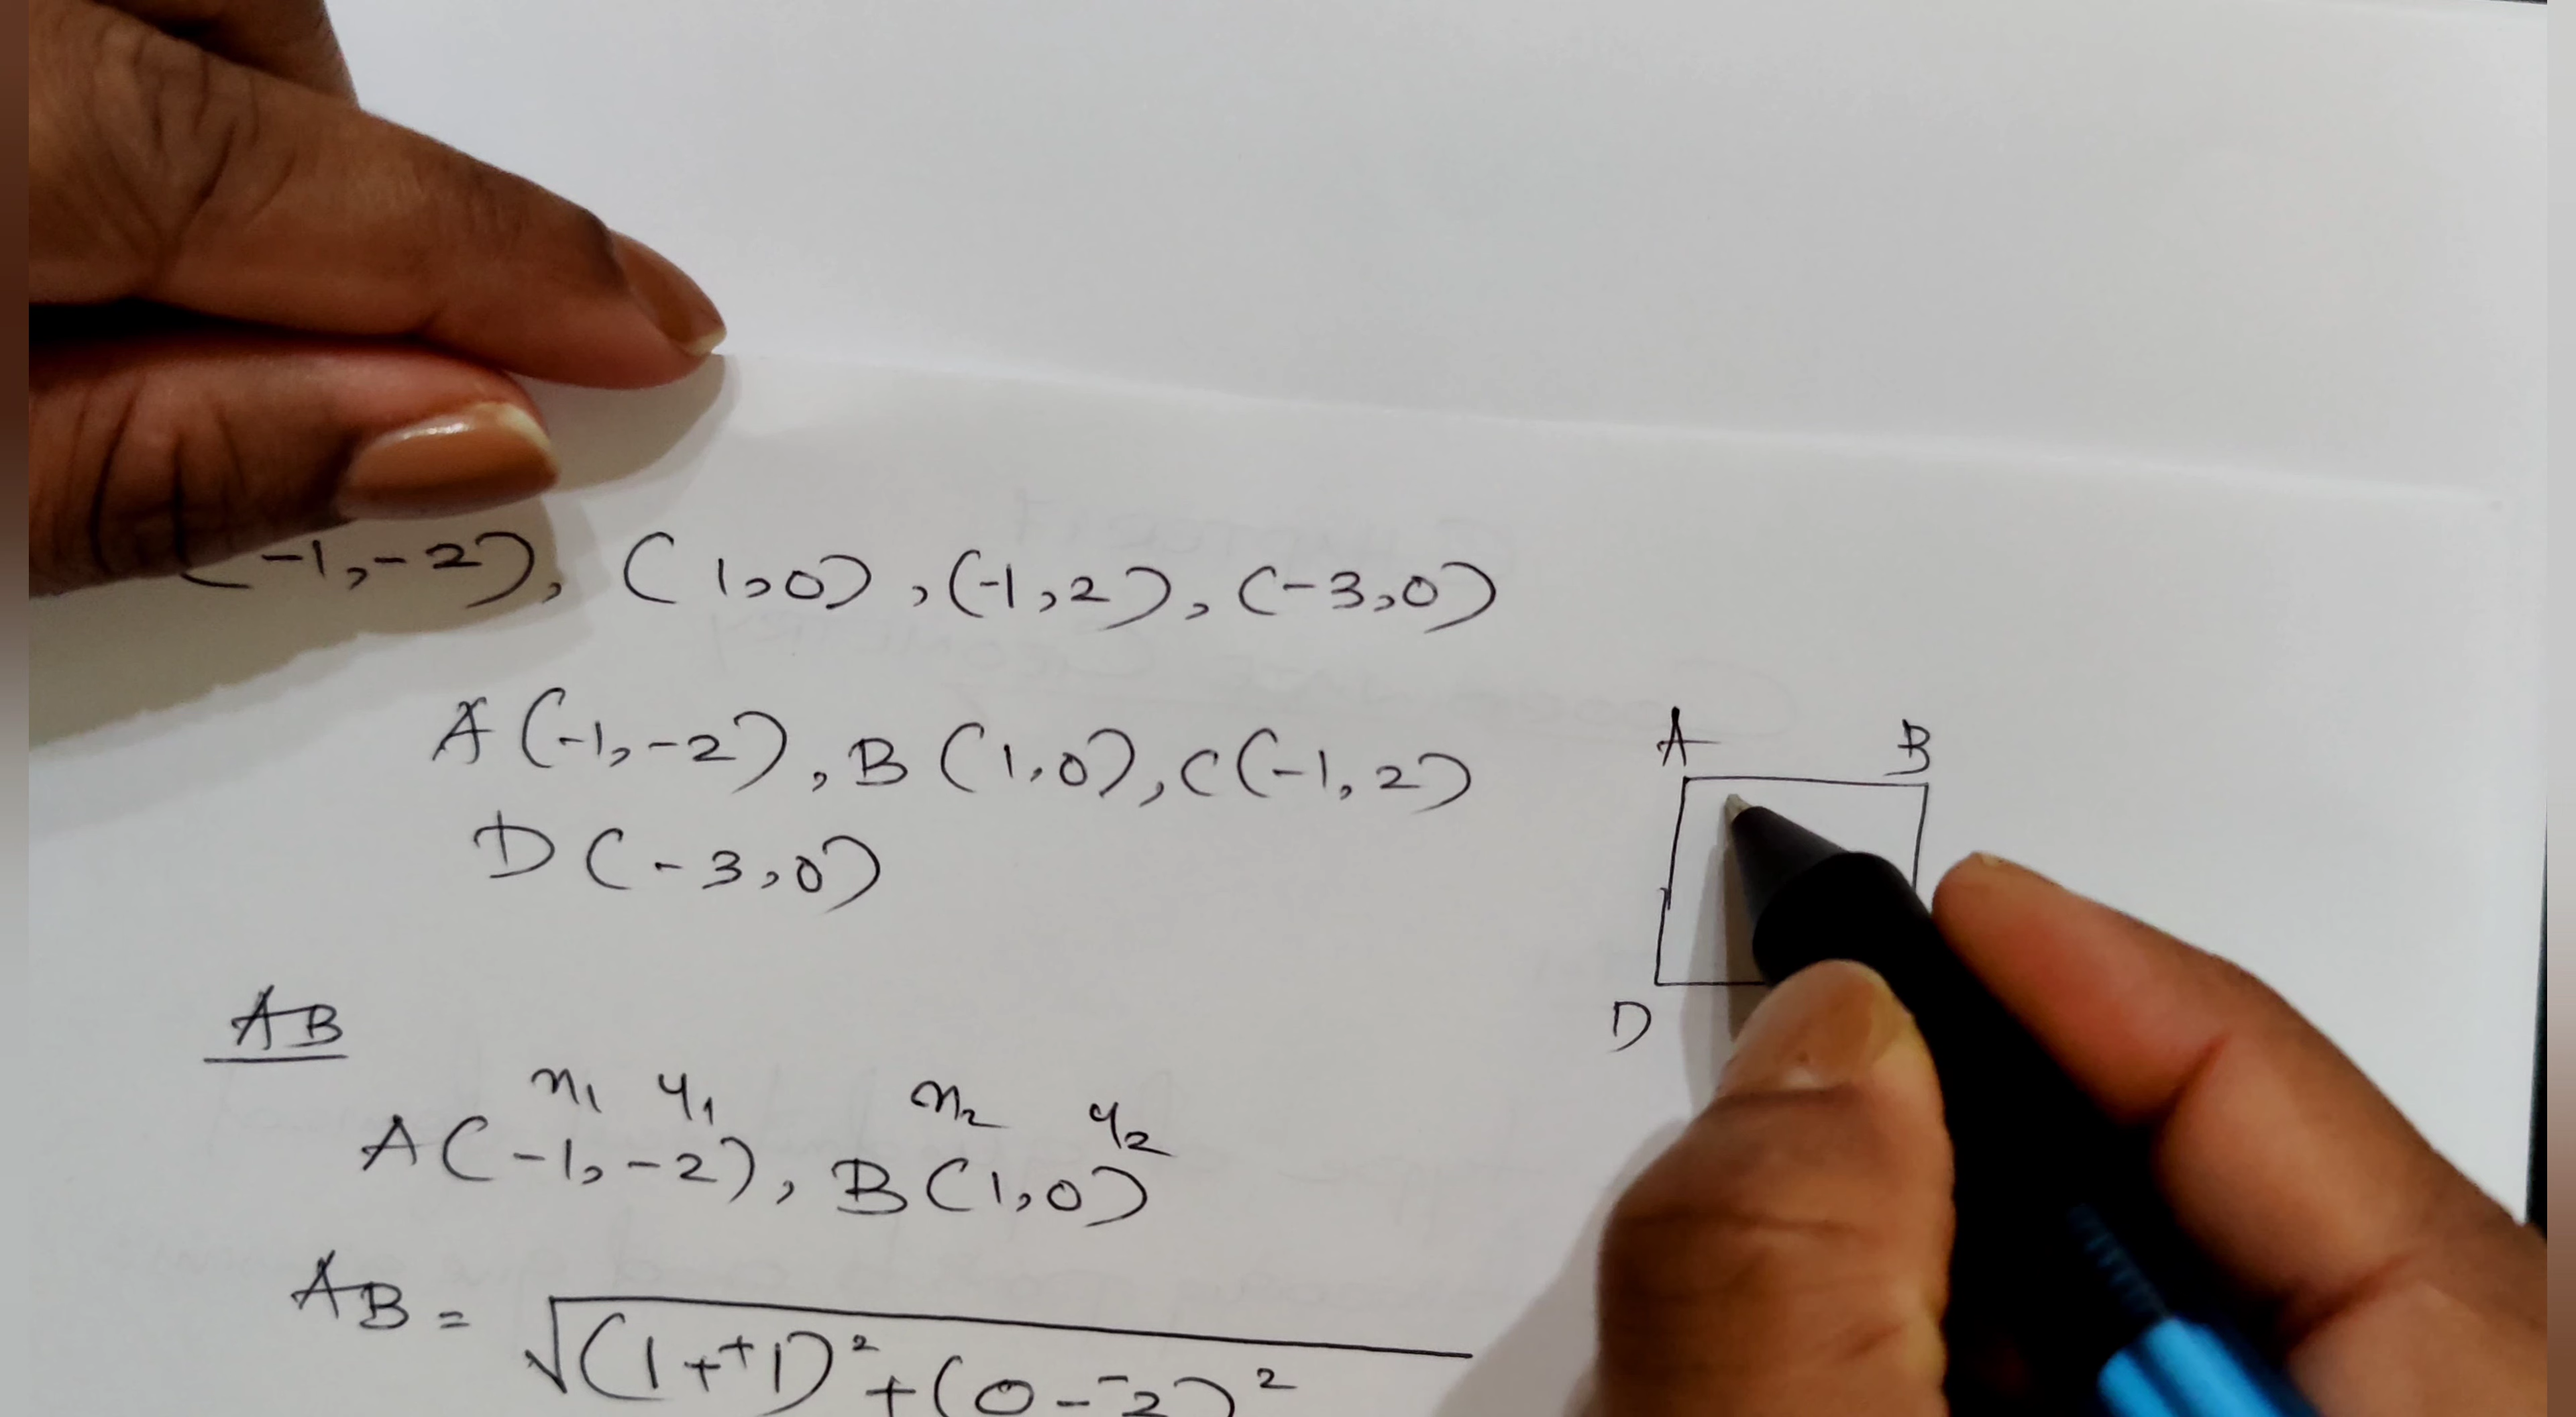 (-1,-2), (1,0), (-1,2), (-3,0)
A(-1,-2), B(1,0), C(-1,2)
D(-3,0)
A B
D
AB
x1 y1 x2 y2
A(-1,-2), B(1,0)
AB = √(1++1)²+(0--2)²